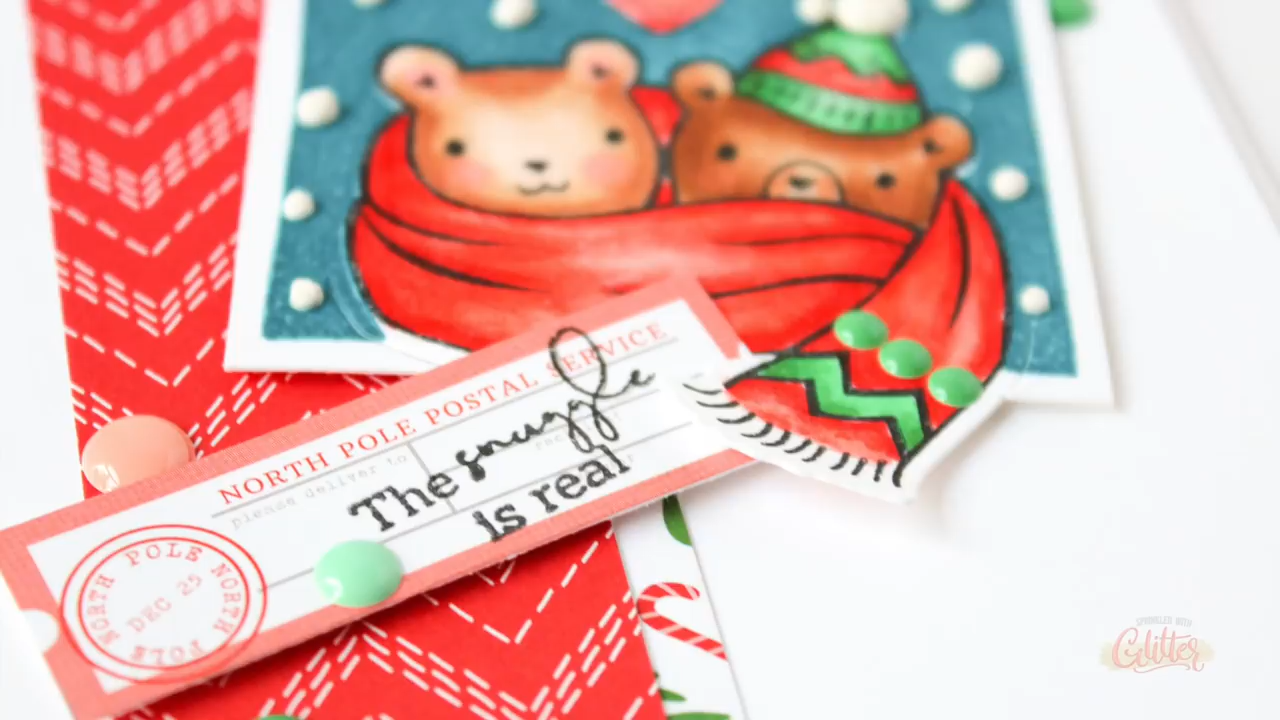 NORTH POLE POSTAL SERVICE
please deliver to
The snuggle
is real
NORTH POLE NORTH POLE
DEC 25
SPRINKLED WITH
Glitter